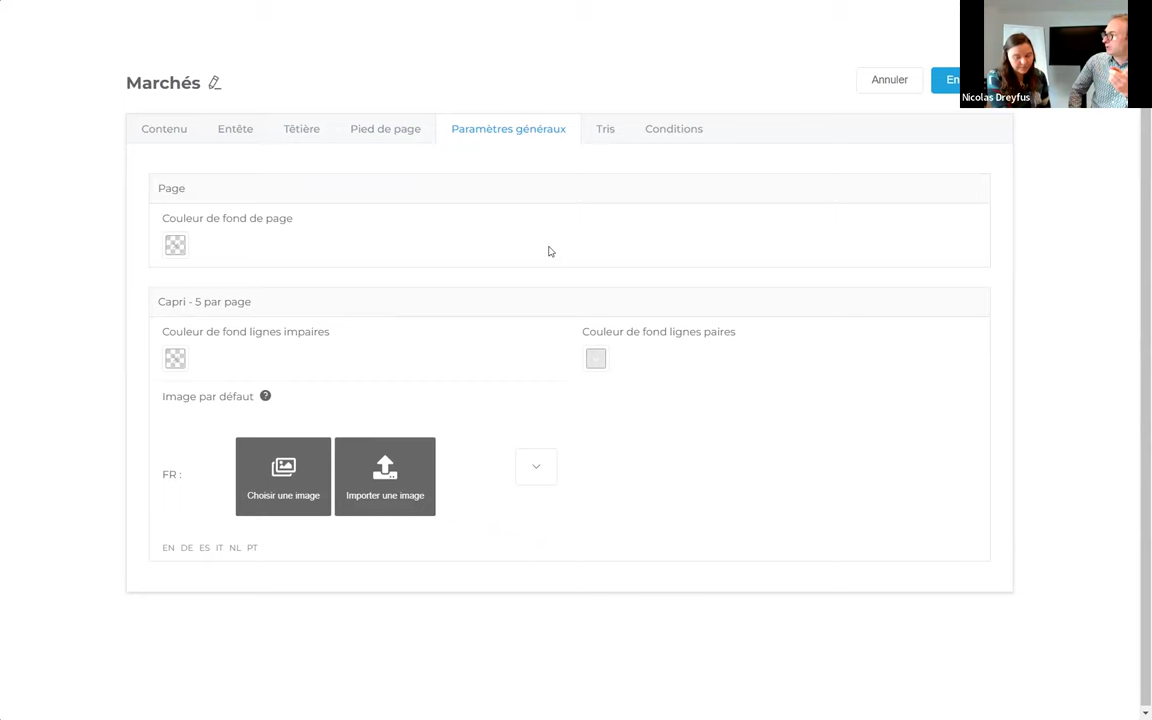 Marchés
Annuler
En
Nicolas Dreyfus
Contenu
Entête
Têtière
Pied de page
Paramètres généraux
Tris
Conditions
Page
Couleur de fond de page
Capri - 5 par page
Couleur de fond lignes impaires
Couleur de fond lignes paires
Image par défaut ?
FR :
Choisir une image
Importer une image
EN DE ES IT NL PT